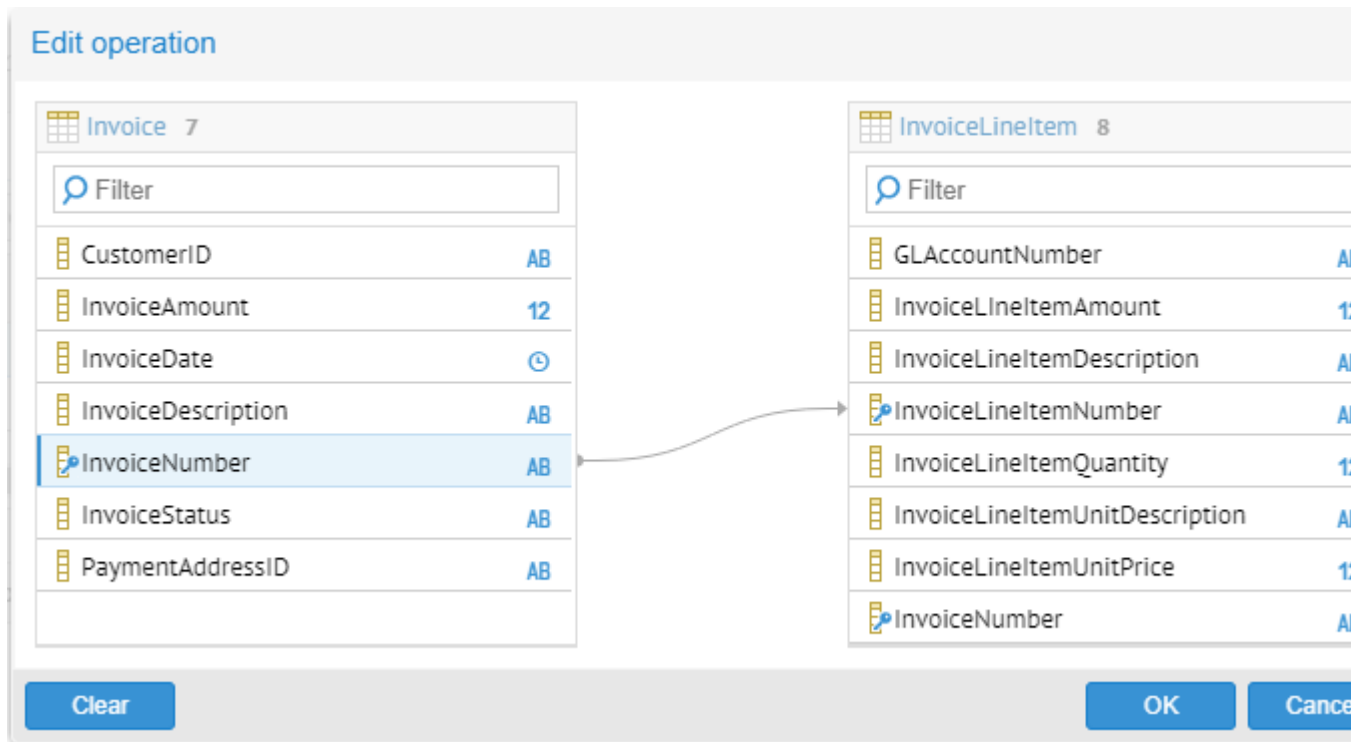 Edit operation
Invoice 7
Filter
CustomerID AB
InvoiceAmount 12
InvoiceDate
InvoiceDescription AB
InvoiceNumber AB
InvoiceStatus AB
PaymentAddressID AB
InvoiceLineItem 8
Filter
GLAccountNumber
InvoiceLIneItemAmount
InvoiceLineItemDescription
InvoiceLineItemNumber
InvoiceLineItemQuantity
InvoiceLineItemUnitDescription
InvoiceLineItemUnitPrice
InvoiceNumber
Clear
OK
Cance